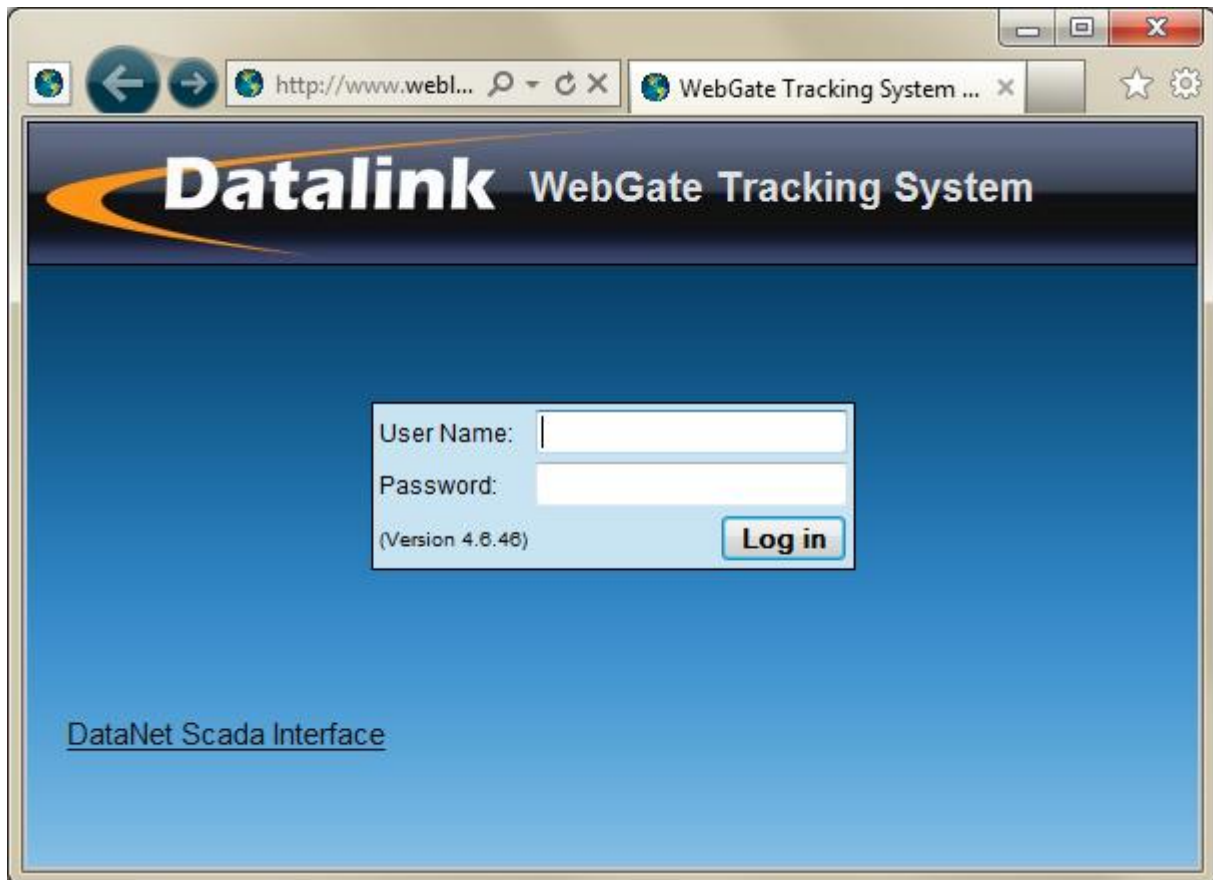 http://www.webl...
WebGate Tracking System ...
Datalink WebGate Tracking System
User Name:
Password:
(Version 4.6.46)
Log in
DataNet Scada Interface